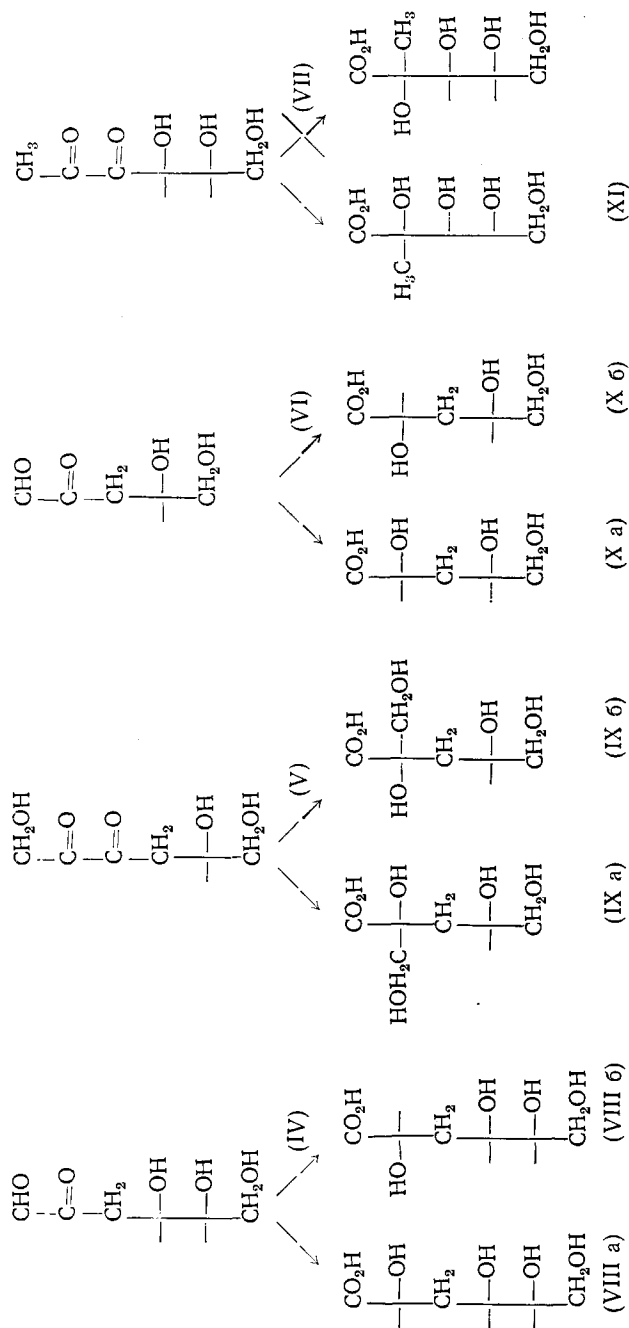 CHO
C=O
CH₂
—OH
—OH
CH₂OH
(IV)
CO₂H
—OH
CH₂
—OH
—OH
CH₂OH
(VIII а)
CO₂H
HO—
CH₂
—OH
—OH
CH₂OH
(VIII б)
CH₂OH
C=O
C=O
CH₂
—OH
CH₂OH
(V)
CO₂H
HOH₂C—OH
CH₂
—OH
CH₂OH
(IX а)
CO₂H
HO—CH₂OH
CH₂
—OH
CH₂OH
(IX б)
CHO
C=O
CH₂
—OH
CH₂OH
(VI)
CO₂H
—OH
CH₂
—OH
CH₂OH
(X а)
CO₂H
HO—
CH₂
—OH
CH₂OH
(X б)
CH₃
C=O
C=O
—OH
—OH
CH₂OH
(VII)
CO₂H
H₃C—OH
—OH
—OH
CH₂OH
(XI)
CO₂H
HO—CH₃
—OH
—OH
CH₂OH